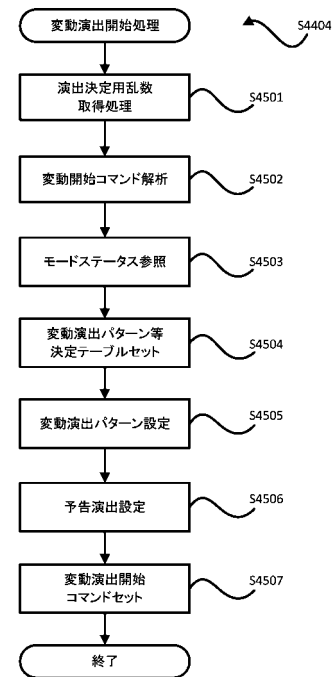 変動演出開始処理
S4404
演出決定用乱数
取得処理
S4501
変動開始コマンド解析
S4502
モードステータス参照
S4503
変動演出パターン等
決定テーブルセット
S4504
変動演出パターン設定
S4505
予告演出設定
S4506
変動演出開始
コマンドセット
S4507
終了